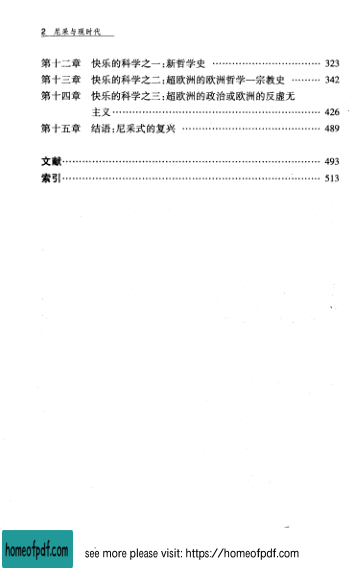 2 尼采与现时代
第十二章 快乐的科学之一:新哲学史 …………………………… 323
第十三章 快乐的科学之二:超欧洲的欧洲哲学—宗教史 ……… 342
第十四章 快乐的科学之三:超欧洲的政治或欧洲的反虚无
主义 ……………………………………………………… 426
第十五章 结语:尼采式的复兴 …………………………………… 489
文献 ……………………………………………………………………… 493
索引 ……………………………………………………………………… 513
homeofpdf.com
see more please visit: https://homeofpdf.com